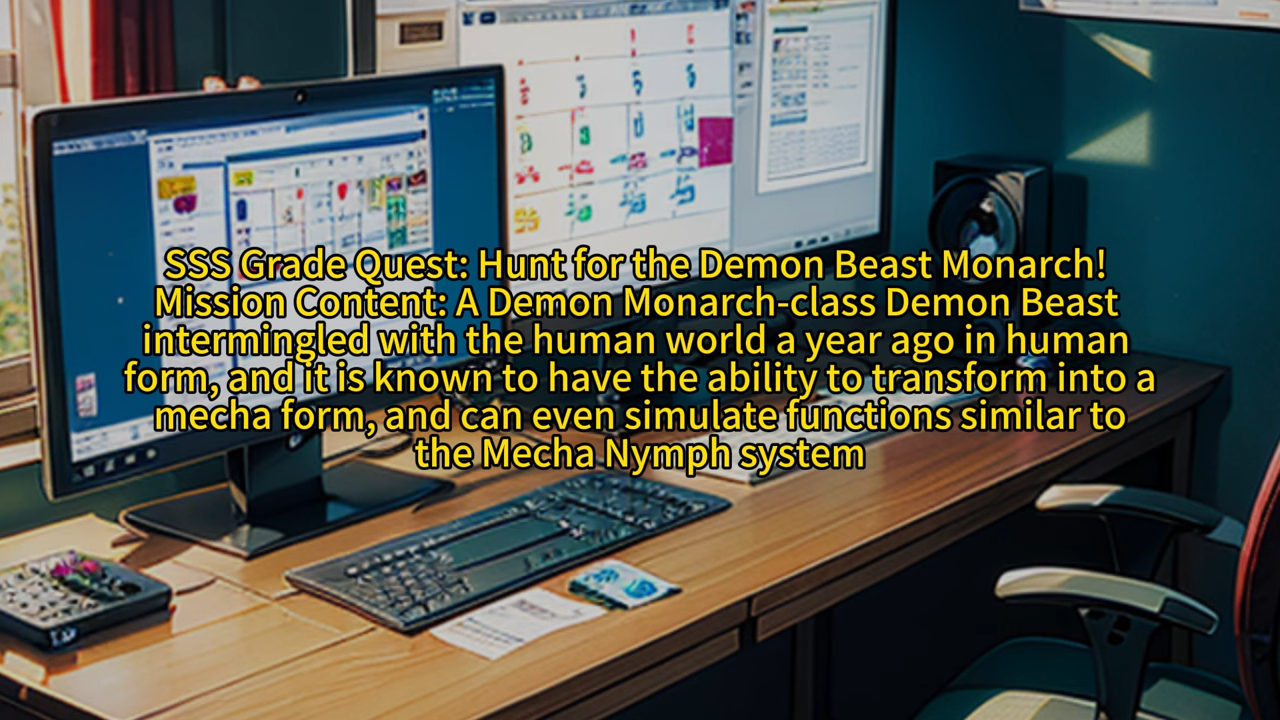 SSS Grade Quest: Hunt for the Demon Beast Monarch!
Mission Content: A Demon Monarch-class Demon Beast
intermingled with the human world a year ago in human
form, and it is known to have the ability to transform into a
mecha form, and can even simulate functions similar to
the Mecha Nymph system